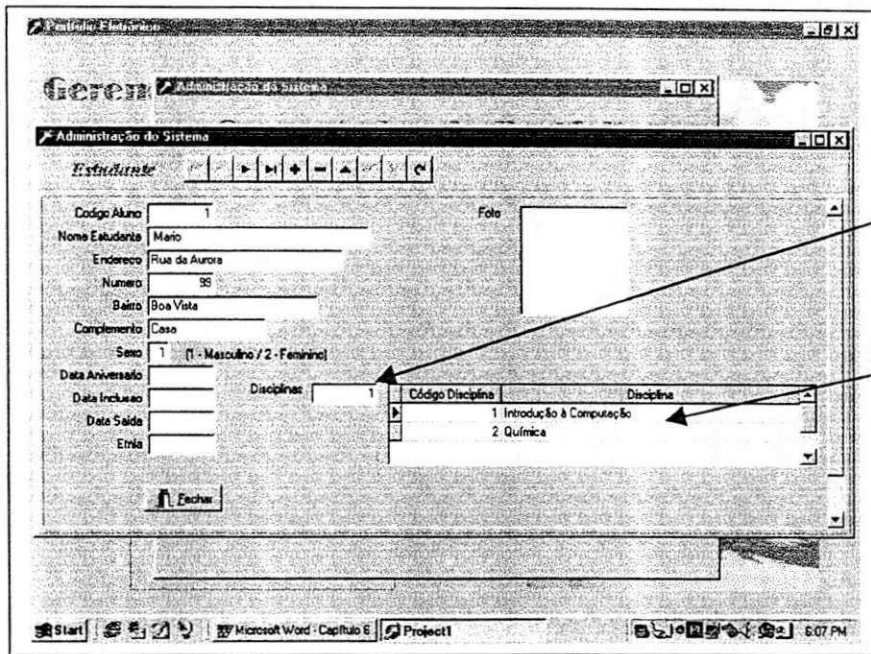 Portfolio Eletrônico
Gerem
Administração do Sistema
Administração do Sistema
Estudante
Codigo Aluno 1
Foto
Nome Estudante Mario
Endereco Rua da Aurora
Numero 99
Bairro Boa Vista
Complemento Casa
Sexo 1 (1 - Masculino / 2 - Feminino)
Data Aniversario
Disciplinas 1
Código Disciplina Disciplina
Data Inclusao
1 Introdução à Computação
Data Saida
2 Química
Etnia
Fechar
Start
Microsoft Word - Capítulo 6
Project1
6:07 PM